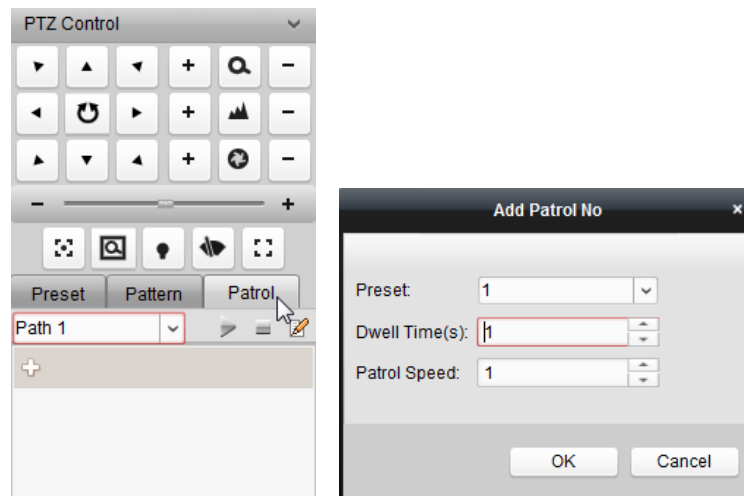 PTZ Control
Preset Pattern Patrol
Path 1
Add Patrol No
Preset: 1
Dwell Time(s): 1
Patrol Speed: 1
OK Cancel